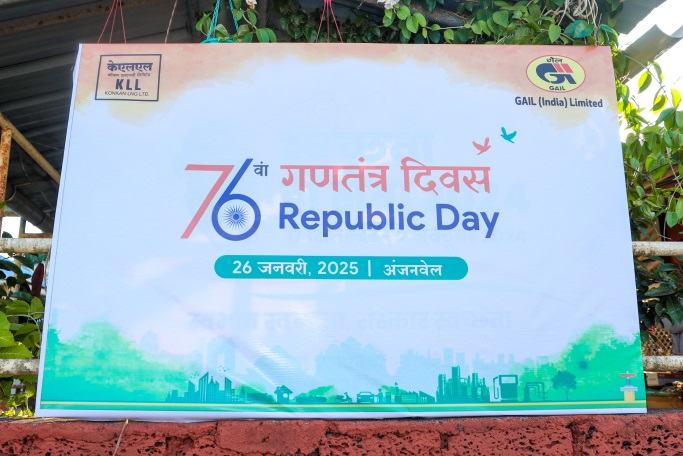 केएलएल
KLL
KONKAN LNG LTD.
गेल
GAIL
GAIL (India) Limited
76वां गणतंत्र दिवस
Republic Day
26 जनवरी, 2025 | अंजनवेल